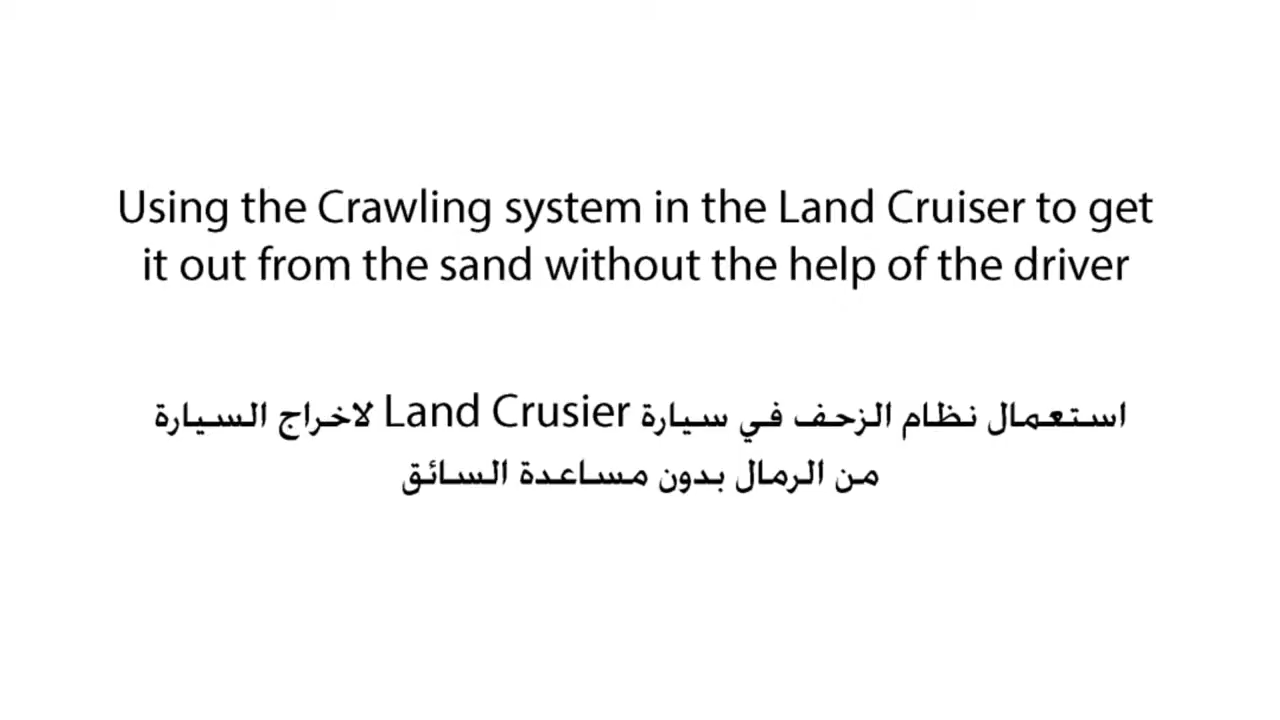 Using the Crawling system in the Land Cruiser to get
it out from the sand without the help of the driver
استعمال نظام الزحف في سيارة Land Crusier لاخراج السيارة
من الرمال بدون مساعدة السائق